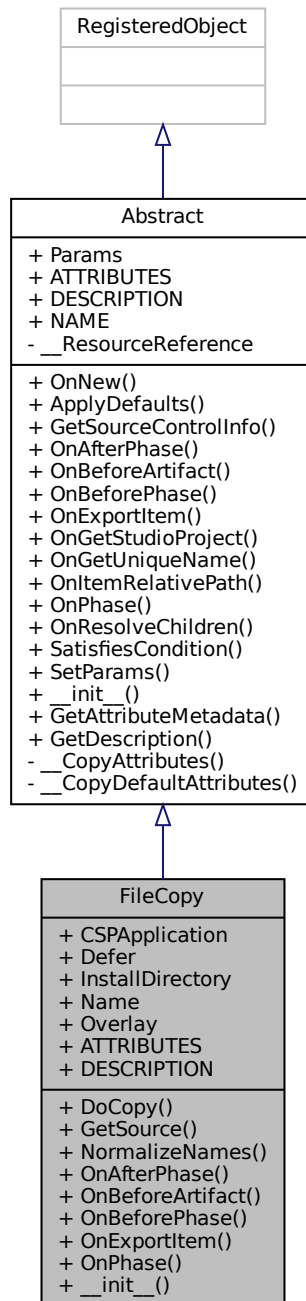 RegisteredObject
Abstract
+ Params
+ ATTRIBUTES
+ DESCRIPTION
+ NAME
- __ResourceReference
+ OnNew()
+ ApplyDefaults()
+ GetSourceControlInfo()
+ OnAfterPhase()
+ OnBeforeArtifact()
+ OnBeforePhase()
+ OnExportItem()
+ OnGetStudioProject()
+ OnGetUniqueName()
+ OnItemRelativePath()
+ OnPhase()
+ OnResolveChildren()
+ SatisfiesCondition()
+ SetParams()
+ __init__()
+ GetAttributeMetadata()
+ GetDescription()
- __CopyAttributes()
- __CopyDefaultAttributes()
FileCopy
+ CSPApplication
+ Defer
+ InstallDirectory
+ Name
+ Overlay
+ ATTRIBUTES
+ DESCRIPTION
+ DoCopy()
+ GetSource()
+ NormalizeNames()
+ OnAfterPhase()
+ OnBeforeArtifact()
+ OnBeforePhase()
+ OnExportItem()
+ OnPhase()
+ __init__()